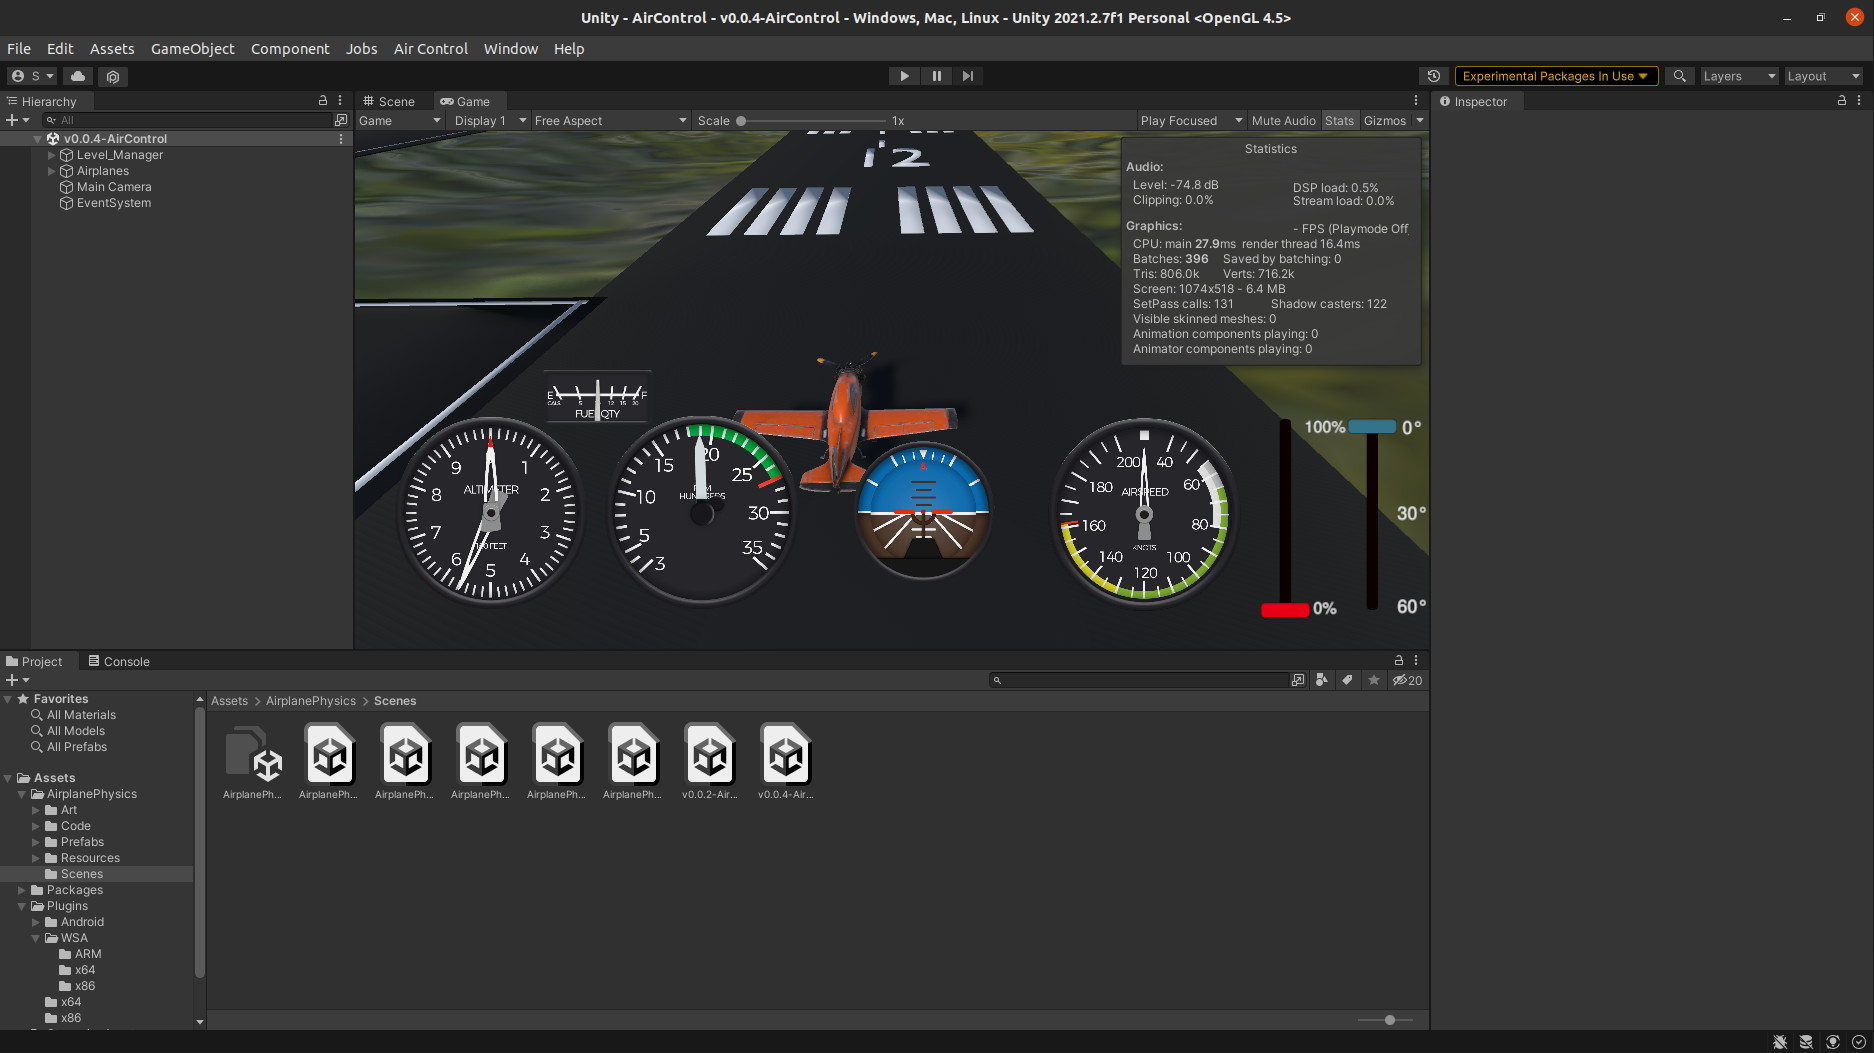 Unity - AirControl - v0.0.4-AirControl - Windows, Mac, Linux - Unity 2021.2.7f1 Personal <OpenGL 4.5>
File Edit Assets GameObject Component Jobs Air Control Window Help
S
Experimental Packages In Use
Layers
Layout
Hierarchy
All
v0.0.4-AirControl
Level_Manager
Airplanes
Main Camera
EventSystem
Scene
Game
Game
Display 1
Free Aspect
Scale
1x
Play Focused
Mute Audio
Stats
Gizmos
12
Statistics
Audio:
Level: -74.8 dB
DSP load: 0.5%
Clipping: 0.0%
Stream load: 0.0%
Graphics:
- FPS (Playmode Off
CPU: main 27.9ms render thread 16.4ms
Batches: 396 Saved by batching: 0
Tris: 806.0k Verts: 716.2k
Screen: 1074x518 - 6.4 MB
SetPass calls: 131 Shadow casters: 122
Visible skinned meshes: 0
Animation components playing: 0
Animator components playing: 0
E F
FUEL QTY
9 1
8 2
7 3
6 5 4
ALTIMETER
3 5 10 15 20 25 30 35
RPM
HUNDREDS
200 40
180 60
160 80
140 120 100
AIRSPEED
KNOTS
100%
0%
0°
30°
60°
Inspector
Project
Console
20
Favorites
All Materials
All Models
All Prefabs
Assets
AirplanePhysics
Art
Code
Prefabs
Resources
Scenes
Packages
Plugins
Android
WSA
ARM
x64
x86
x64
x86
Assets > AirplanePhysics > Scenes
AirplanePh...
AirplanePh...
AirplanePh...
AirplanePh...
AirplanePh...
AirplanePh...
v0.0.2-Air...
v0.0.4-Air...